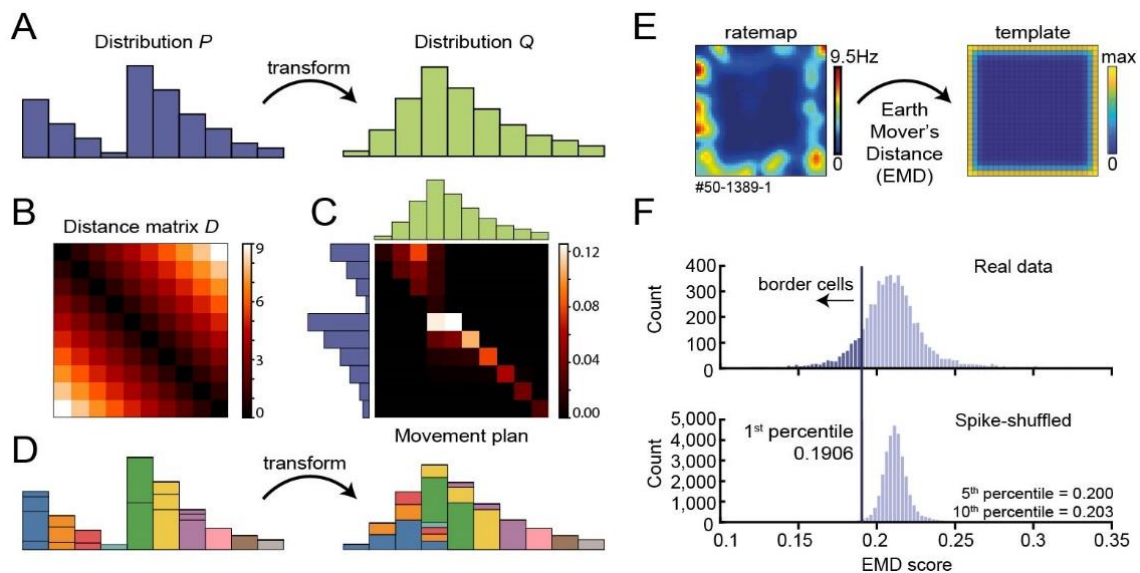 A
Distribution P
transform
Distribution Q
B
Distance matrix D
9
6
3
0
C
0.12
0.08
0.04
0.00
Movement plan
D
transform
E
ratemap
9.5Hz
0
#50-1389-1
Earth
Mover's
Distance
(EMD)
template
max
0
F
Count
400
300
200
100
0
border cells
Real data
Count
5,000
4,000
3,000
2,000
1,000
0
1st percentile
0.1906
Spike-shuffled
5th percentile = 0.200
10th percentile = 0.203
0.1 0.15 0.2 0.25 0.3 0.35
EMD score